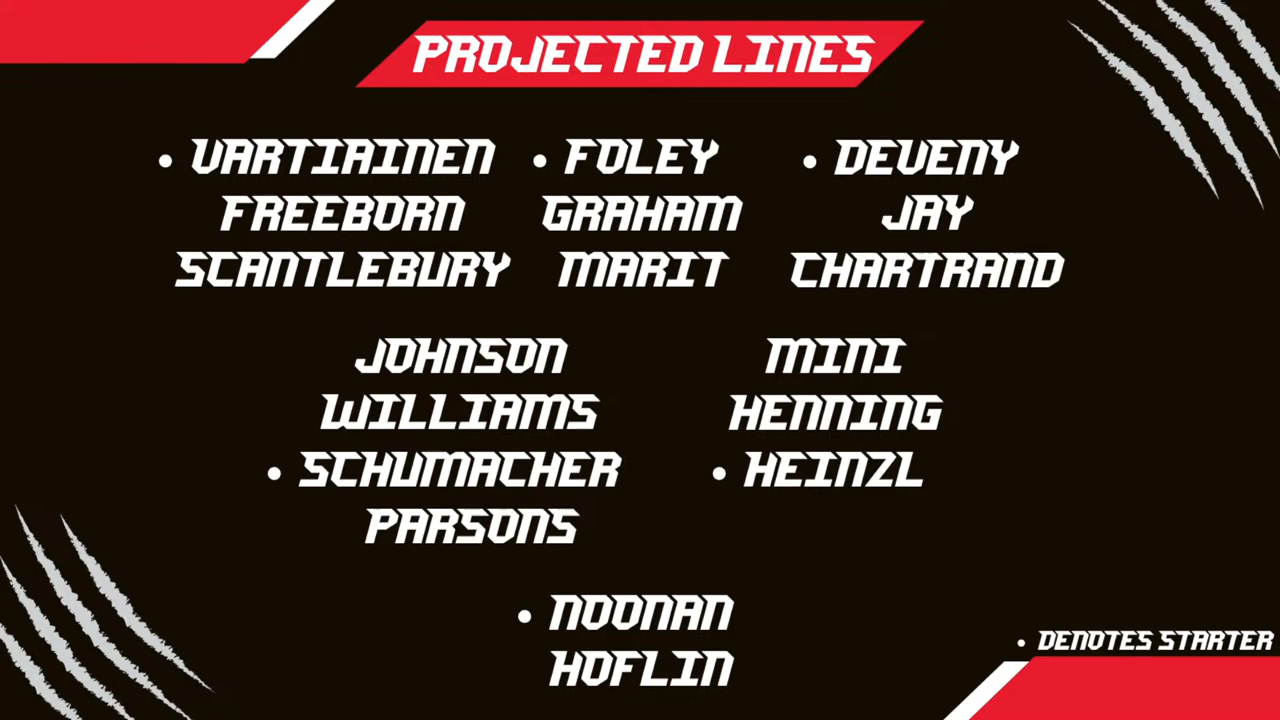 PROJECTED LINES
• VARTIAINEN • FOLEY • DEVENY
FREEBORN GRAHAM JAY
SCANTLEBURY MARIT CHARTRAND
JOHNSON MINI
WILLIAMS HENNING
• SCHUMACHER • HEINZL
PARSONS
• NOONAN
HOFLIN
• DENOTES STARTER